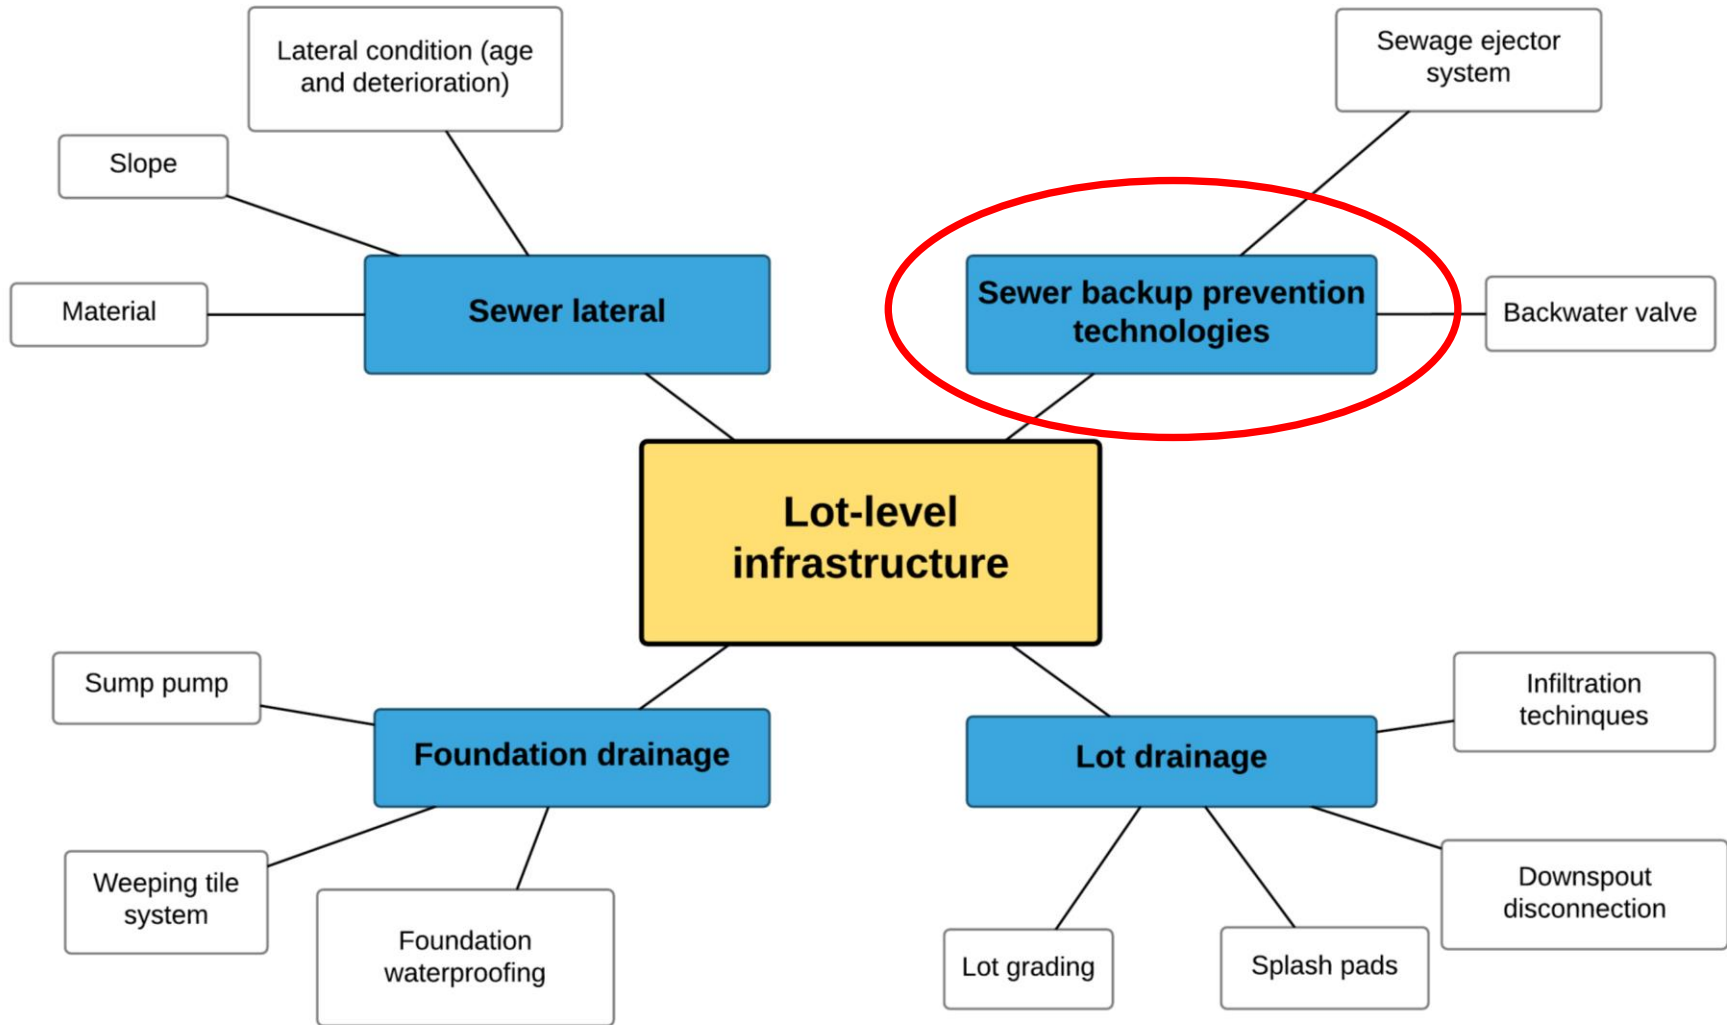 Lateral condition (age
and deterioration)
Sewage ejector
system
Slope
Material
Sewer lateral
Sewer backup prevention
technologies
Backwater valve
Lot-level
infrastructure
Sump pump
Foundation drainage
Weeping tile
system
Foundation
waterproofing
Lot drainage
Infiltration
techinques
Downspout
disconnection
Lot grading
Splash pads